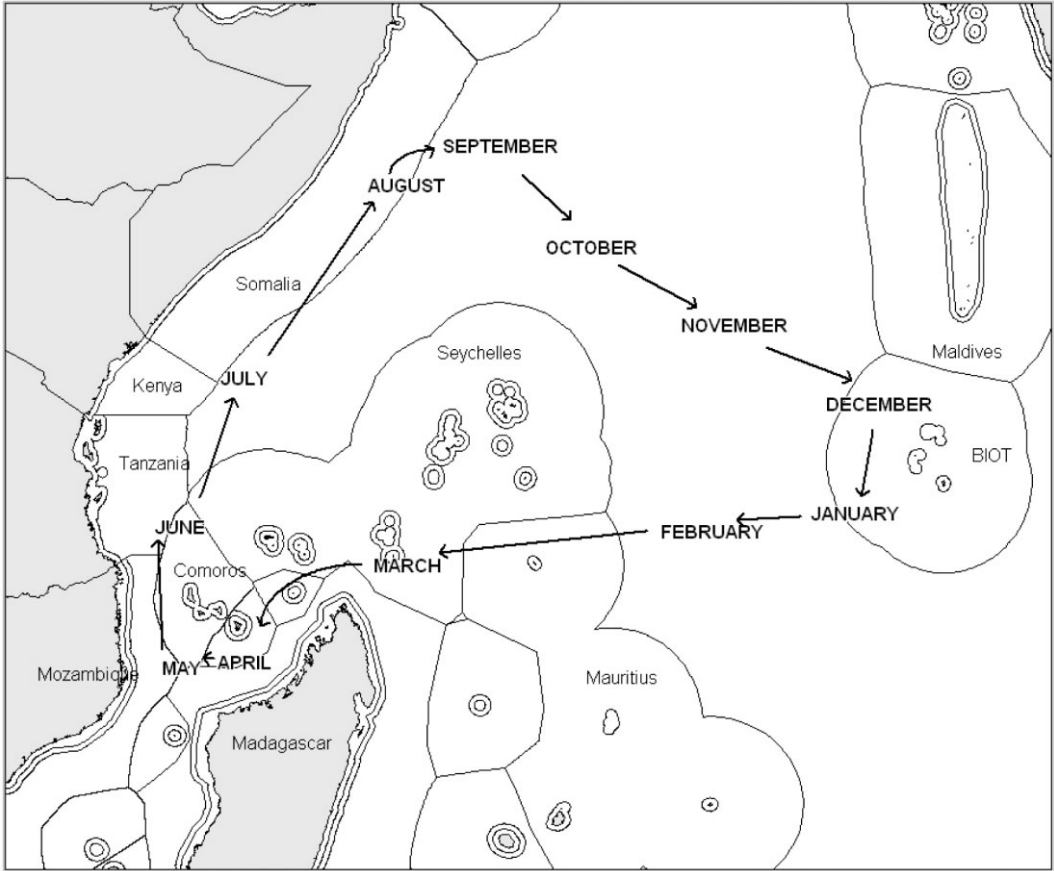 SEPTEMBER
AUGUST
OCTOBER
Somalia
NOVEMBER
Seychelles
Maldives
Kenya
JULY
DECEMBER
Tanzania
BIOT
JUNE
JANUARY
FEBRUARY
Comoros
MARCH
Mozambique
MAY
APRIL
Mauritius
Madagascar